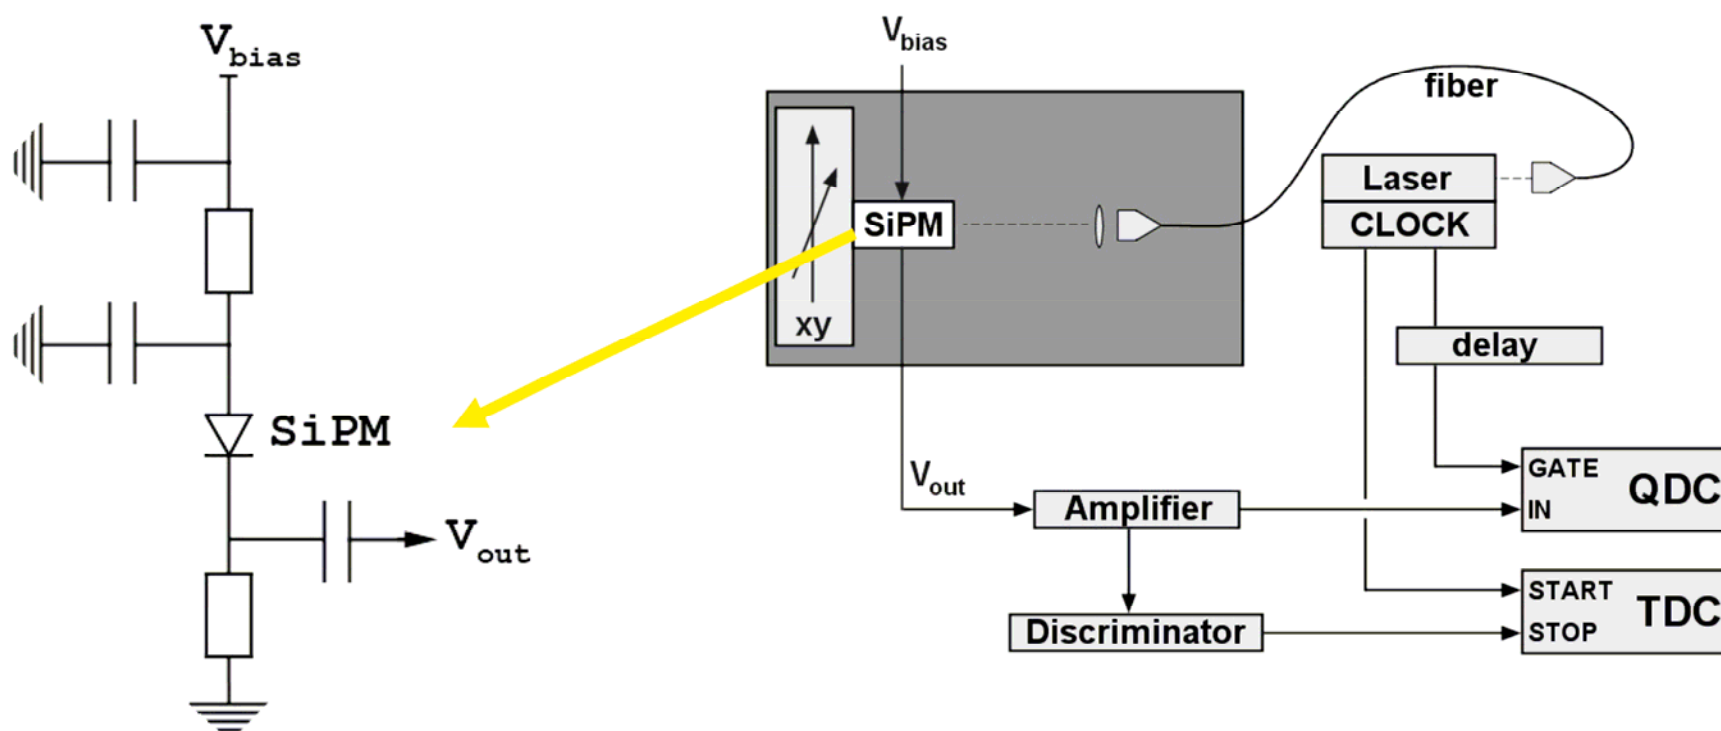 Vbias
SiPM
Vout
Vbias
fiber
Laser
CLOCK
SiPM
xy
delay
Vout
Amplifier
GATE
IN
QDC
Discriminator
START
STOP
TDC